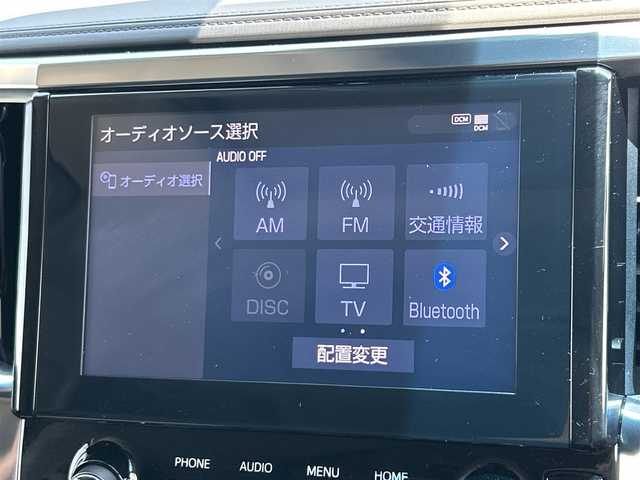 オーディオソース選択
DCM
DCM
オーディオ選択
AUDIO OFF
AM
FM
交通情報
DISC
TV
Bluetooth
配置変更
PHONE
AUDIO
MENU
HOME